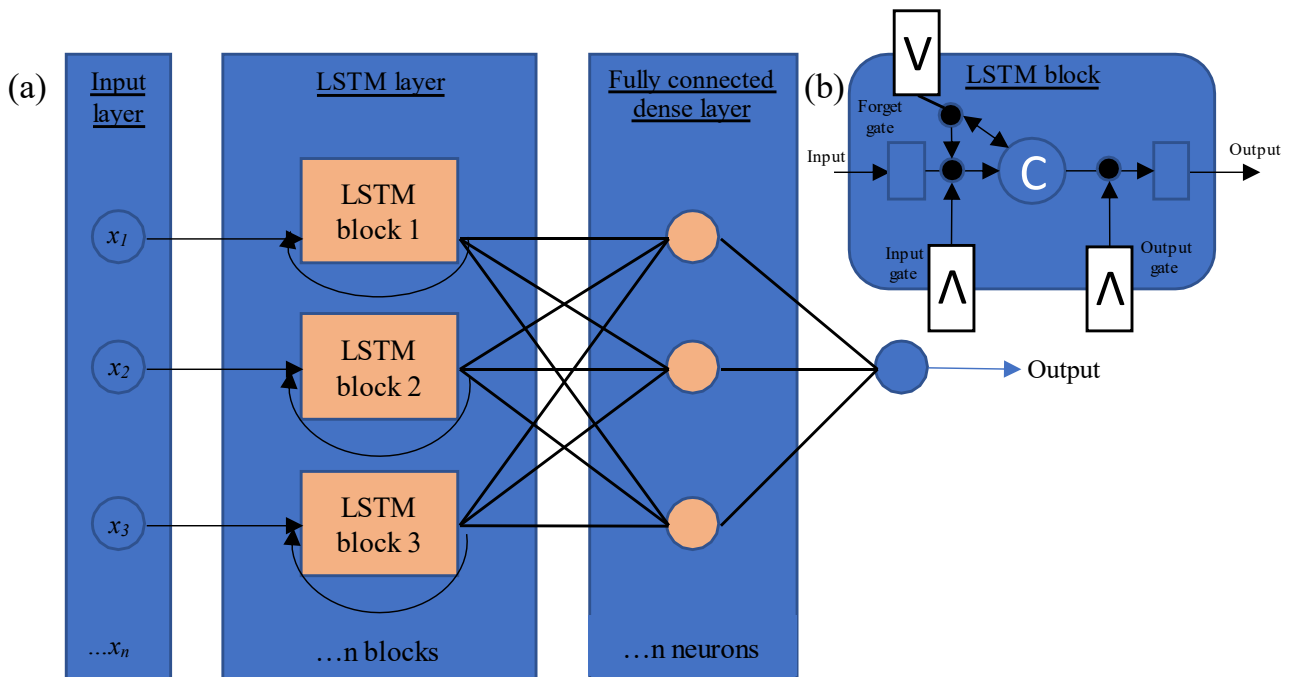 (a)
Input
layer
x1
x2
x3
...xn
LSTM layer
LSTM
block 1
LSTM
block 2
LSTM
block 3
…n blocks
Fully connected
dense layer
…n neurons
Output
(b)
LSTM block
V
Forget
gate
Input
C
Output
Input
gate
Λ
Output
gate
Λ